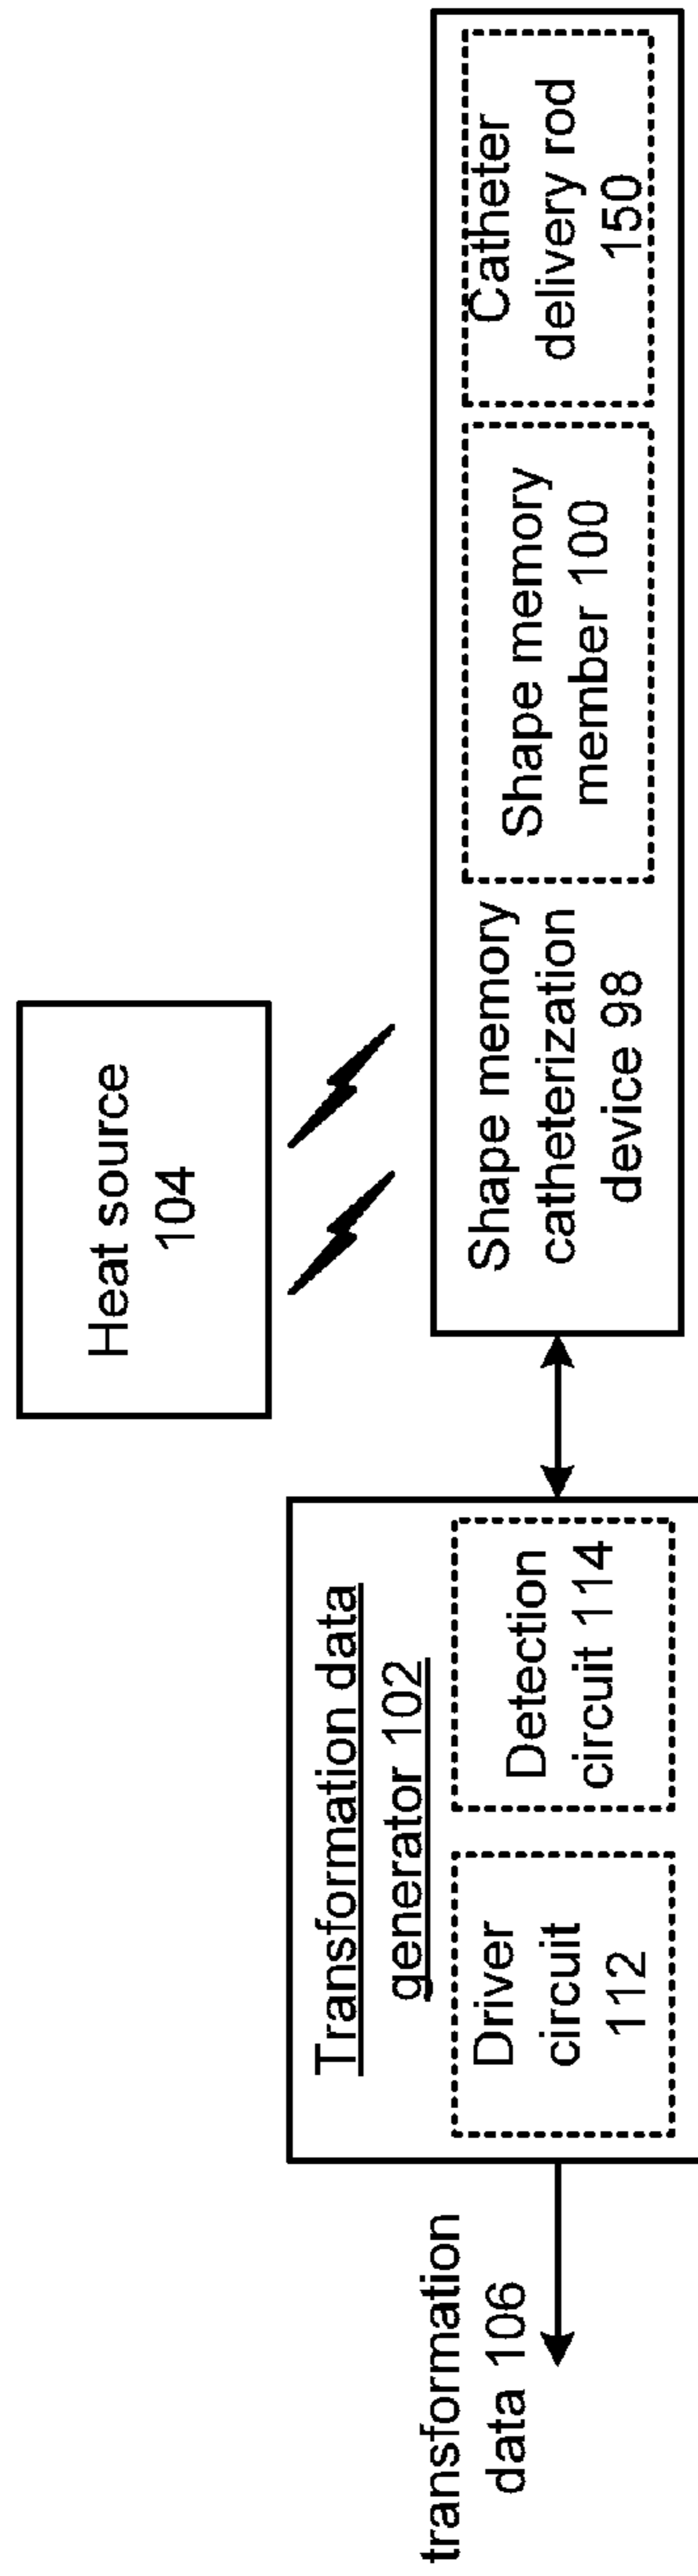 Heat source
104
Transformation data
generator 102
Driver
circuit
112
Detection
circuit 114
transformation
data 106
Shape memory
catheterization
device 98
Shape memory
member 100
Catheter
delivery rod
150